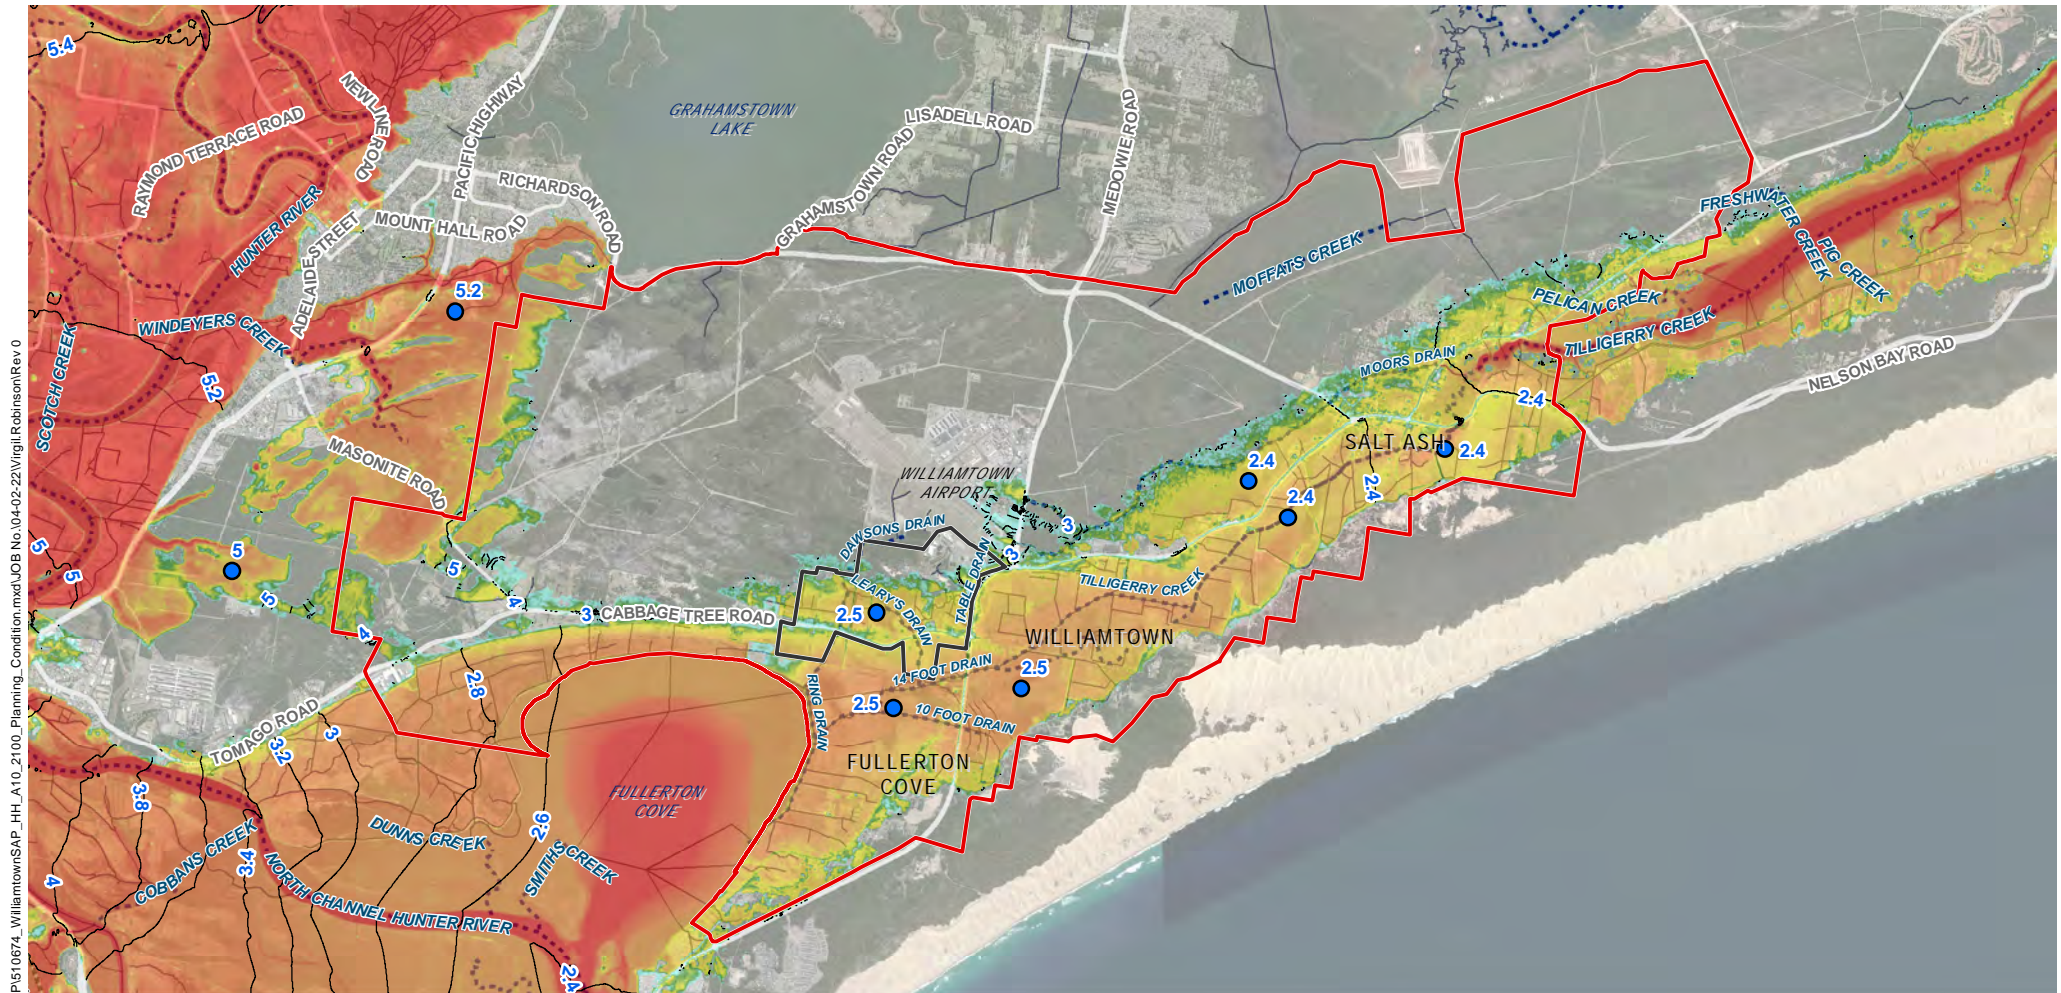 5.4
NEWLINE ROAD
PACIFIC HIGHWAY
GRAHAMSTOWN
LAKE
LISADELL ROAD
MEDOWIE ROAD
RAYMOND TERRACE ROAD
GRAHAMSTOWN ROAD
RICHARDSON ROAD
MOUNT HALL ROAD
HUNTER RIVER
ADELAIDE STREET
FRESHWATER CREEK
PIG CREEK
MOFFATS CREEK
PELICAN CREEK
TILLIGERRY CREEK
5.2
WINDEYERS CREEK
SCOTCH CREEK
NELSON BAY ROAD
MOORS DRAIN
5.2
2.4
MASONITE ROAD
SALT ASH
2.4
2.4
WILLIAMTOWN
AIRPORT
2.4
2.4
3
DAWSONS DRAIN
3
5
5
5
5
5
4
TABLE DRAIN
LEARY'S DRAIN
TILLIGERRY CREEK
3
CABBAGE TREE ROAD
2.5
4
WILLIAMTOWN
14 FOOT DRAIN
2.5
2.8
RING DRAIN
2.5
10 FOOT DRAIN
TOMAGO ROAD
3
3.2
FULLERTON
COVE
FULLERTON
COVE
3.8
2.6
DUNNS CREEK
COBBANS CREEK
3.4
SMITHS CREEK
4
NORTH CHANNEL HUNTER RIVER
2.4
P:\510674_WilliamtownSAP_HH_A10_2100_Planning_Condition.mxd\JOB No.\04-02-22\Virgil.Robinson\Rev 0